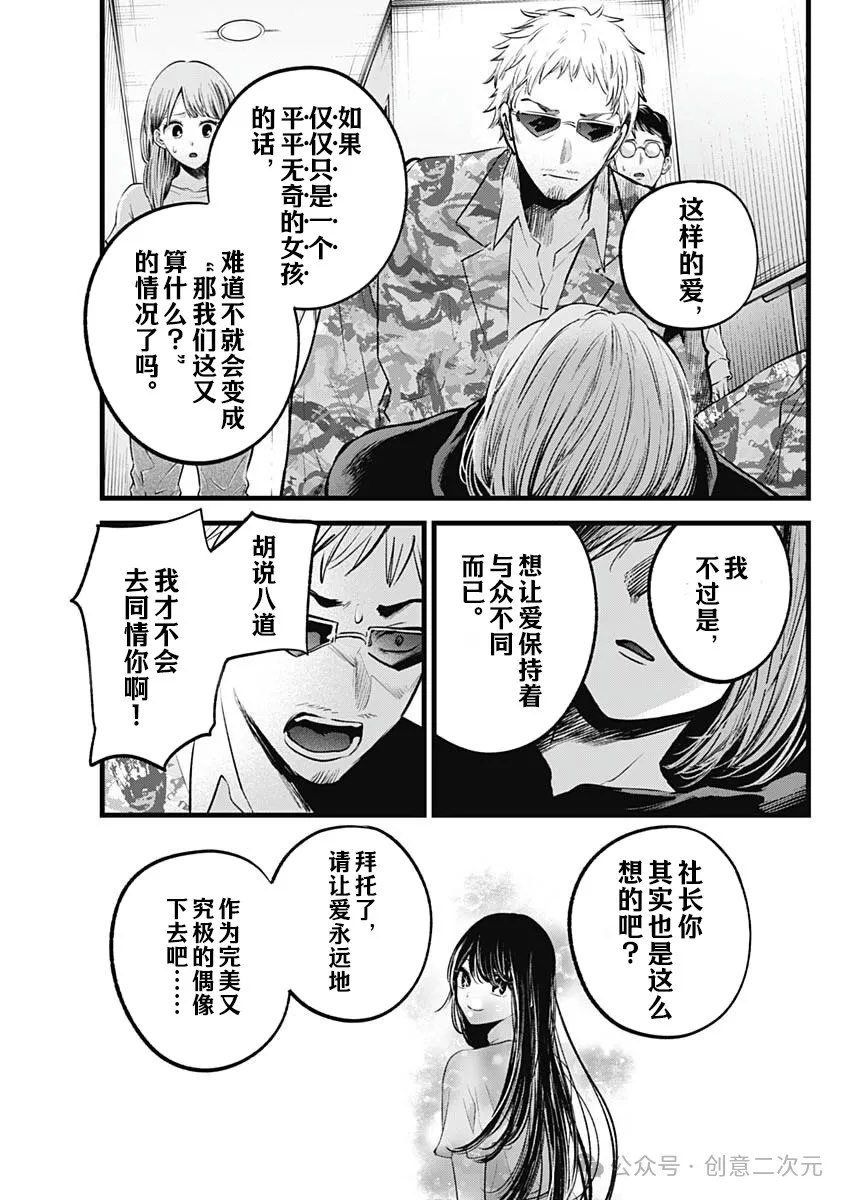 这样的爱，
如果
仅仅只是一个
平平无奇的女孩
的话，
难道不就会变成
“那我们这又
算什么？”
的情况了吗。
我
不过是，
想让爱保持着
与众不同
而已。
胡说八道
我才不会
去同情你啊！
社长你
其实也是这么
想的吧？
拜托了，
请让爱永远地
作为完美又
究极的偶像
下去吧……
公众号·创意二次元